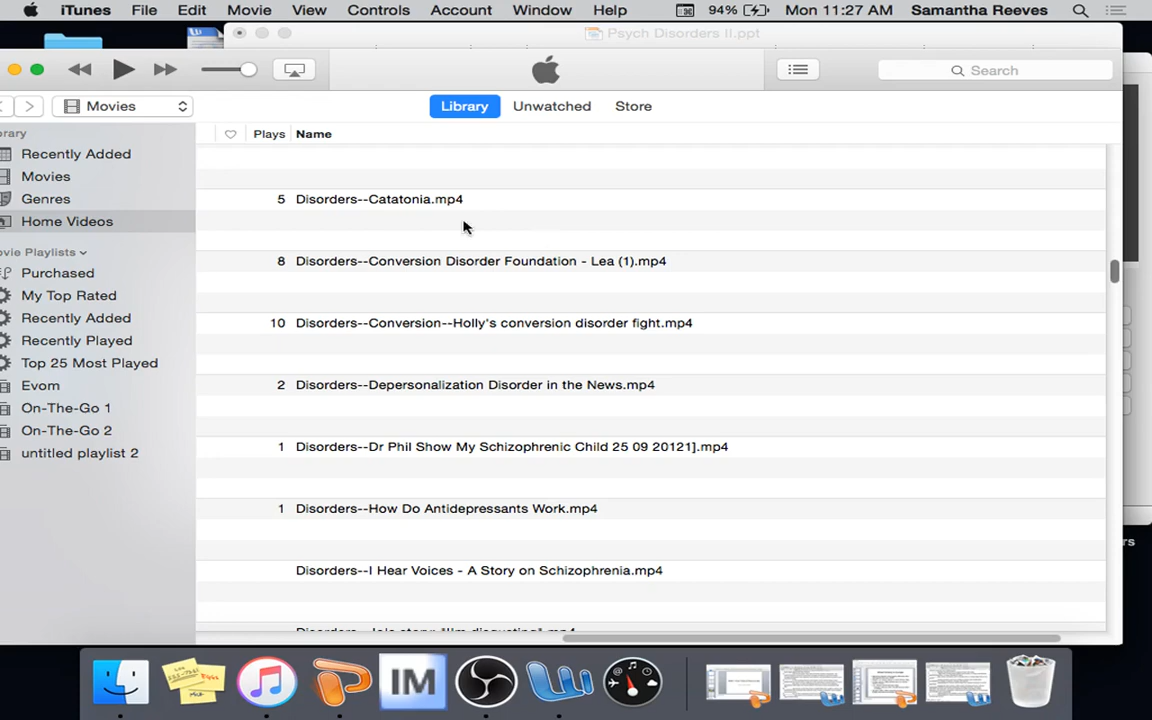 iTunes File Edit Movie View Controls Account Window Help 94% Mon 11:27 AM Samantha Reeves
Psych Disorders II.ppt
Search
Movies Library Unwatched Store
Plays Name
Recently Added
Movies
Genres
Home Videos
Purchased
My Top Rated
Recently Added
Recently Played
Top 25 Most Played
Evom
On-The-Go 1
On-The-Go 2
untitled playlist 2
5 Disorders--Catatonia.mp4
8 Disorders--Conversion Disorder Foundation - Lea (1).mp4
10 Disorders--Conversion--Holly's conversion disorder fight.mp4
2 Disorders--Depersonalization Disorder in the News.mp4
1 Disorders--Dr Phil Show My Schizophrenic Child 25 09 20121].mp4
1 Disorders--How Do Antidepressants Work.mp4
Disorders--I Hear Voices - A Story on Schizophrenia.mp4
IM